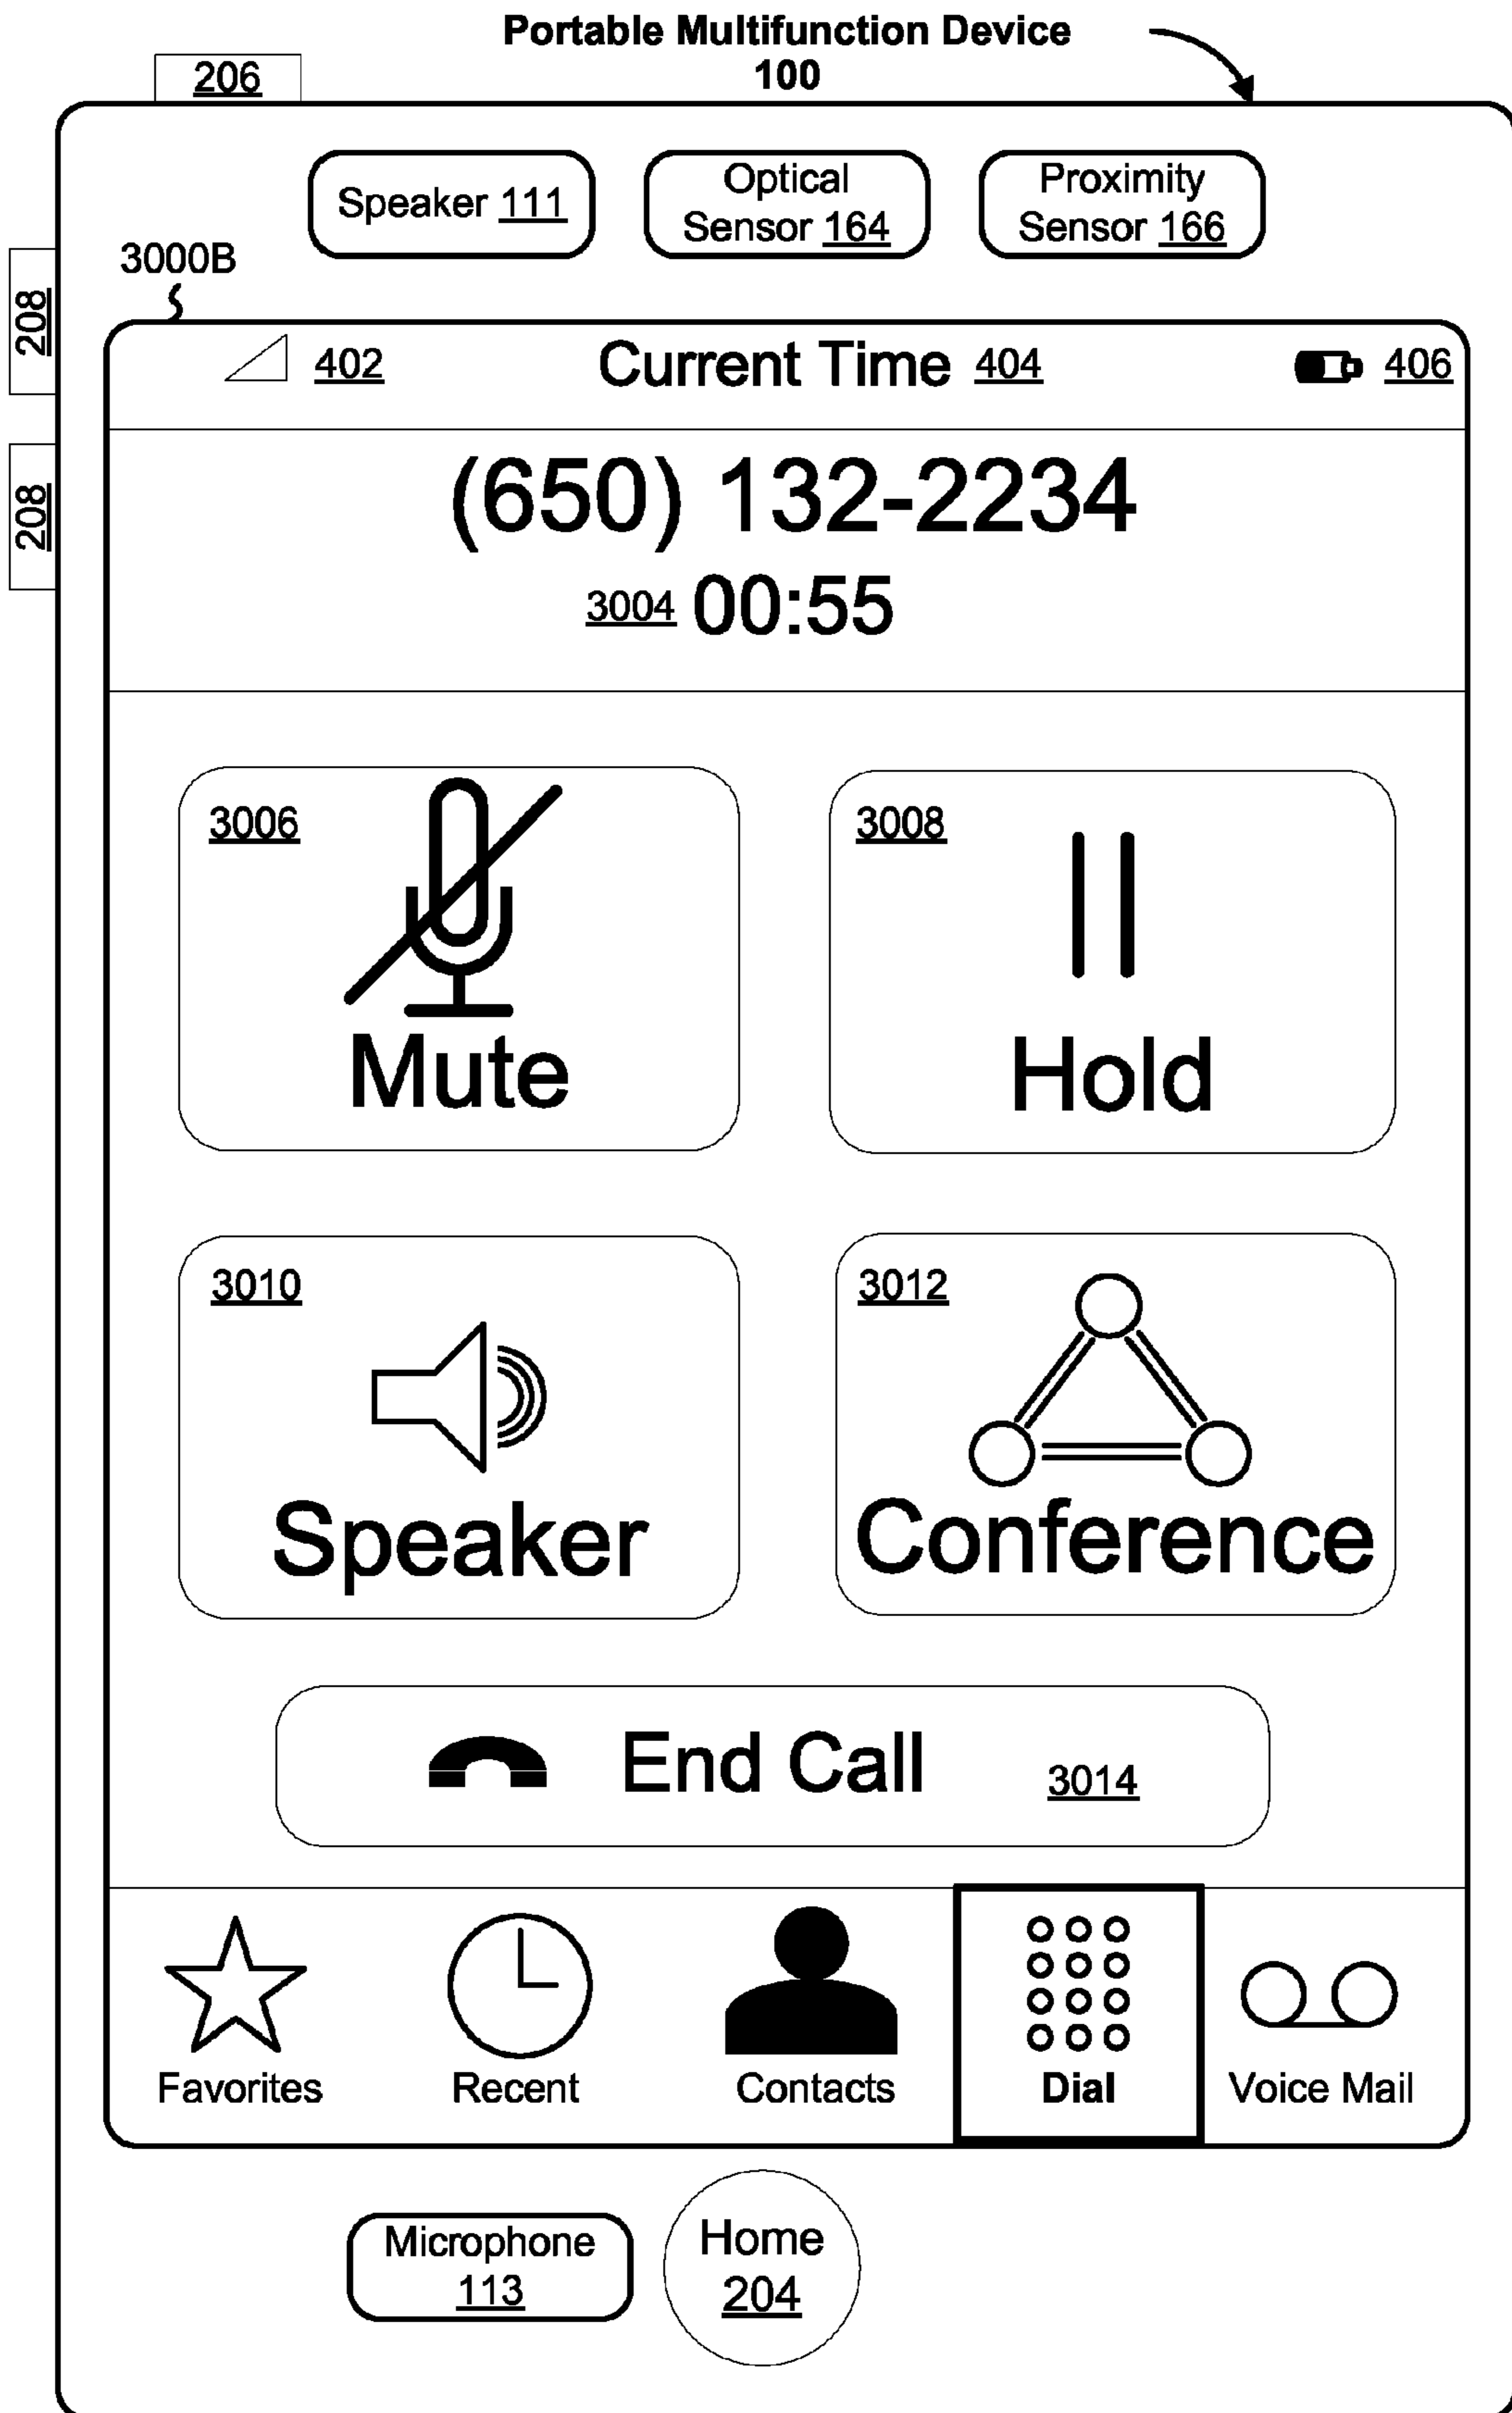 Portable Multifunction Device
100
206
Speaker 111
Optical
Sensor 164
Proximity
Sensor 166
3000B
208
208
402
Current Time 404
406
(650) 132-2234
3004 00:55
3006
Mute
3008
Hold
3010
Speaker
3012
Conference
End Call 3014
Favorites
Recent
Contacts
Dial
Voice Mail
Microphone
113
Home
204